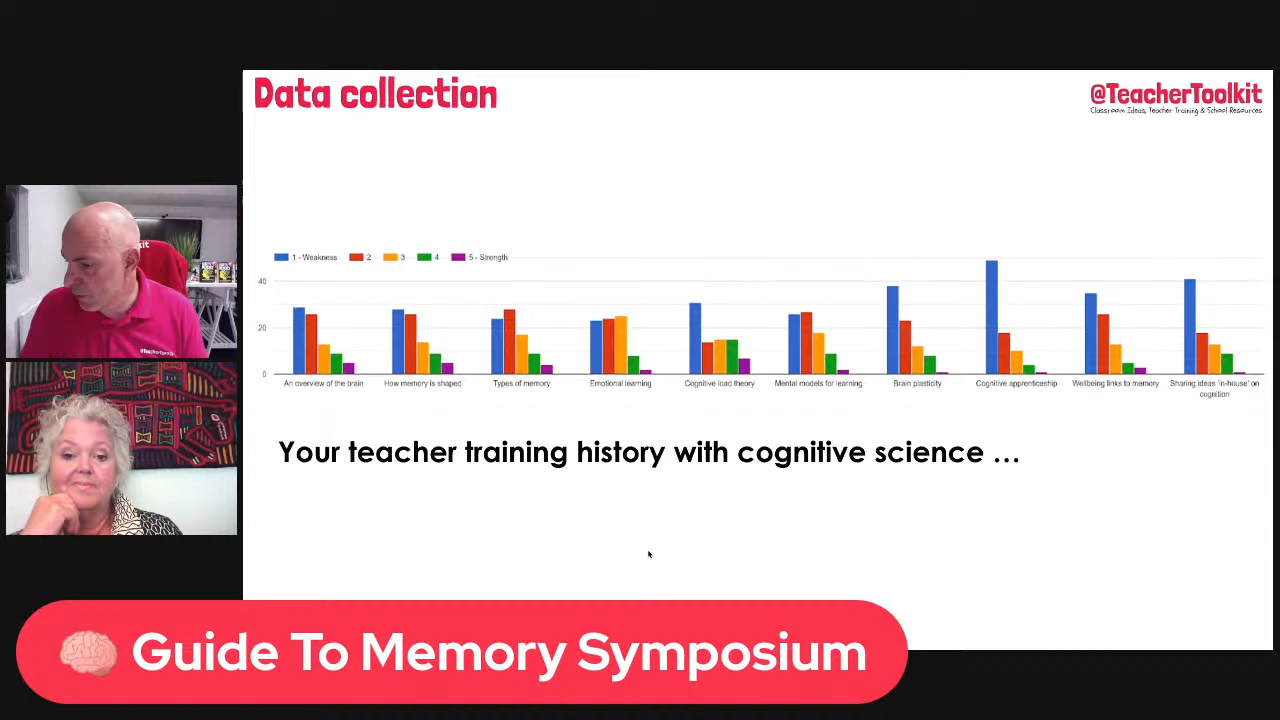 Data collection
@TeacherToolkit
Classroom Ideas, Teacher Training & School Resources
1 - Weakness 2 3 4 5 - Strength
40
20
0
An overview of the brain How memory is shaped Types of memory Emotional learning Cognitive load theory Mental models for learning Brain plasticity Cognitive apprenticeship Wellbeing links to memory Sharing ideas 'in-house' on
cognition
Your teacher training history with cognitive science …
Guide To Memory Symposium